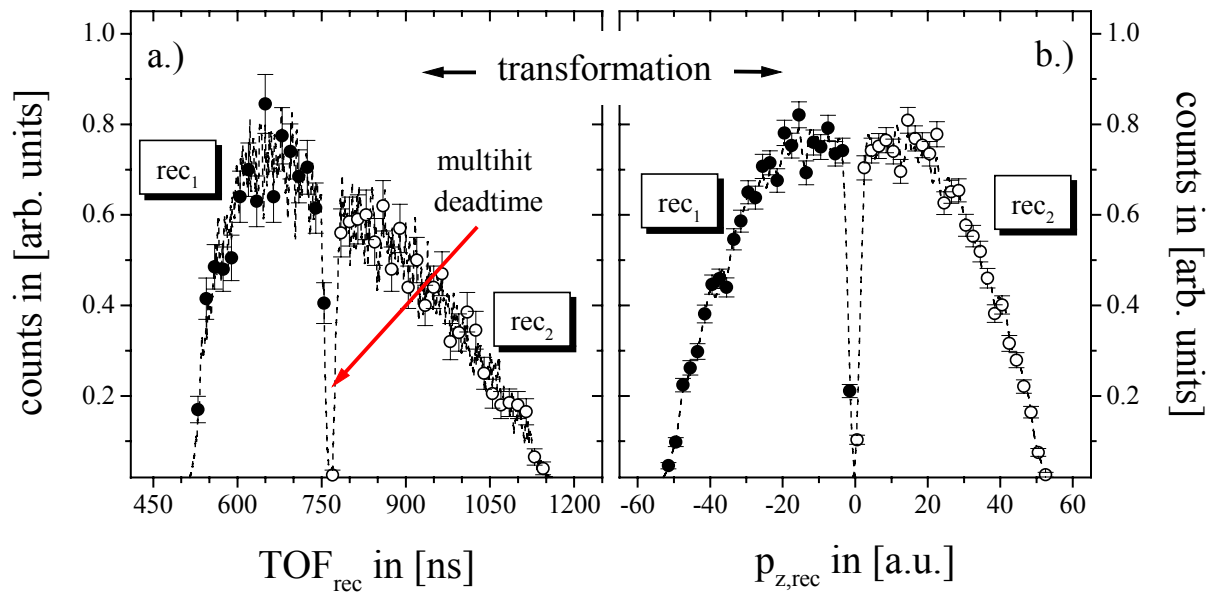 a.)
b.)
transformation
rec1
multihit
deadtime
rec2
rec1
rec2
counts in [arb. units]
1.0
0.8
0.6
0.4
0.2
450 600 750 900 1050 1200
TOFrec in [ns]
-60 -40 -20 0 20 40 60
pz,rec in [a.u.]
1.0
0.8
0.6
0.4
0.2
counts in [arb. units]